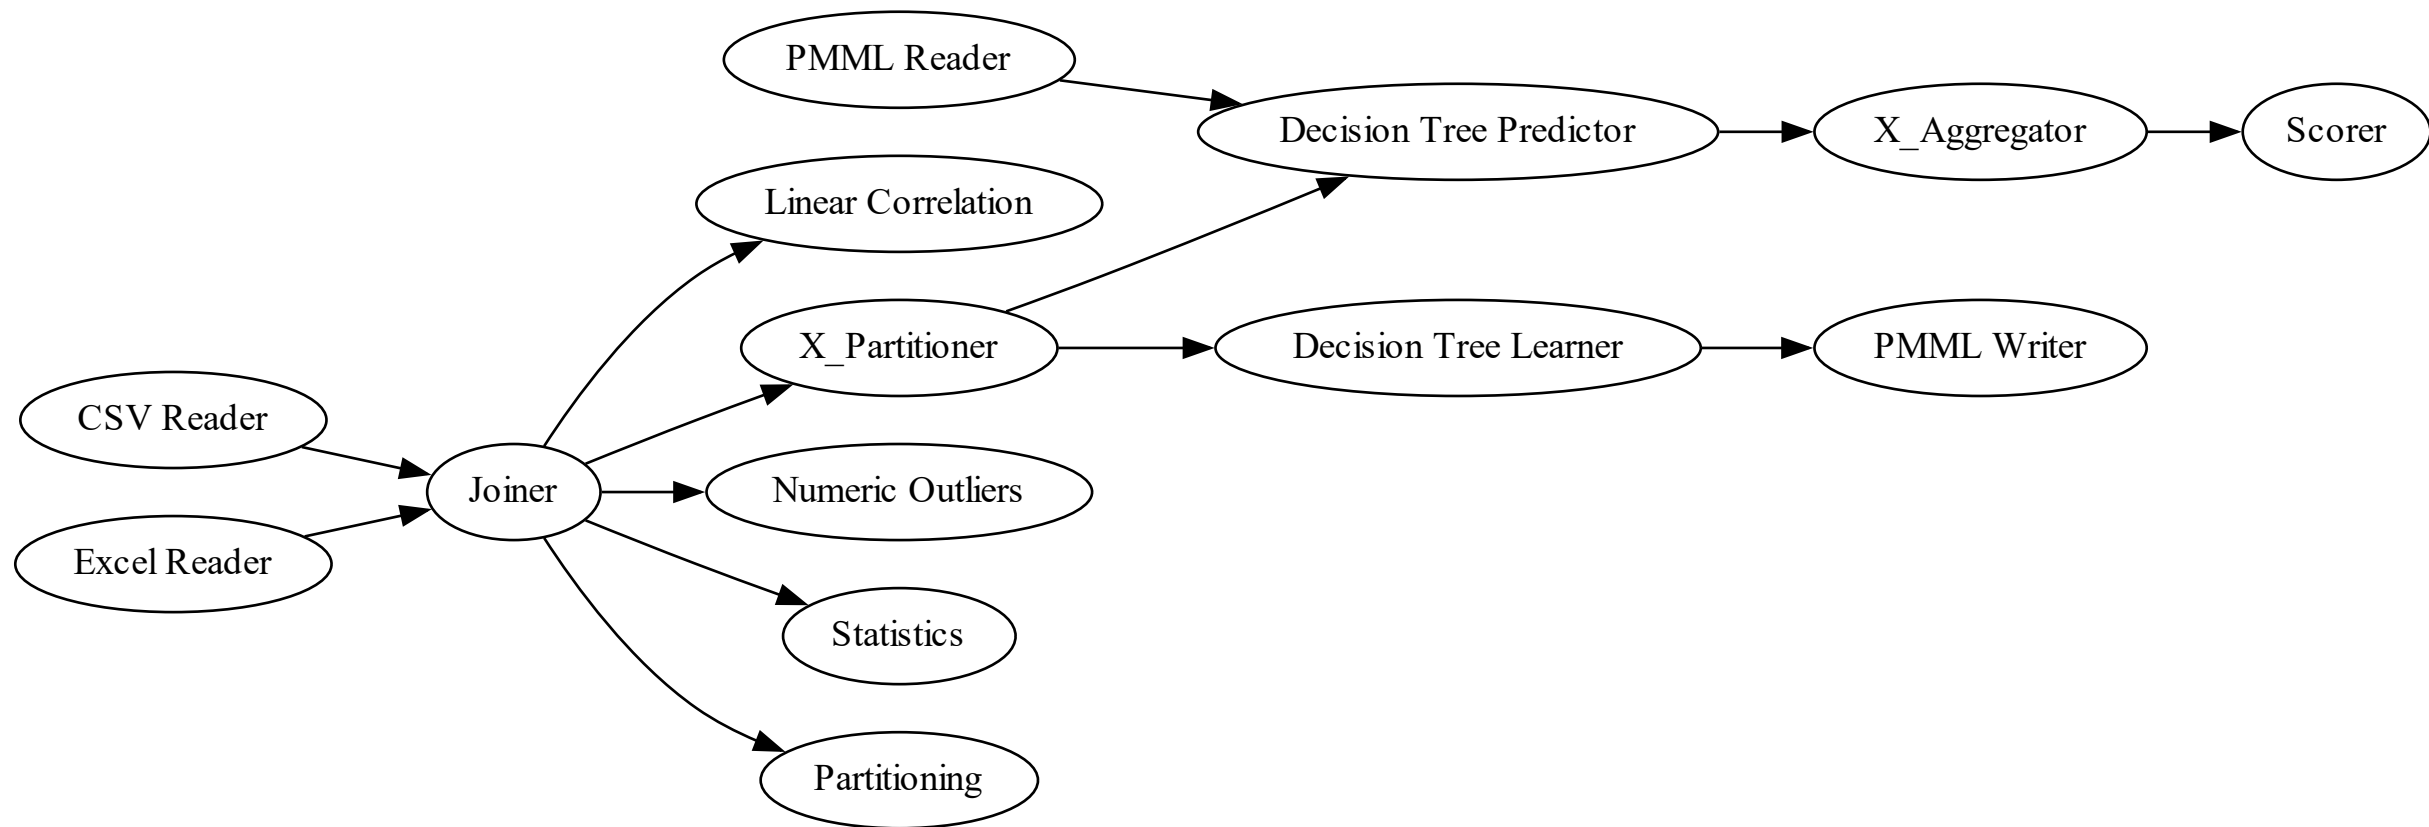 PMML Reader
Decision Tree Predictor
X_Aggregator
Scorer
Linear Correlation
X_Partitioner
Decision Tree Learner
PMML Writer
CSV Reader
Joiner
Numeric Outliers
Excel Reader
Statistics
Partitioning